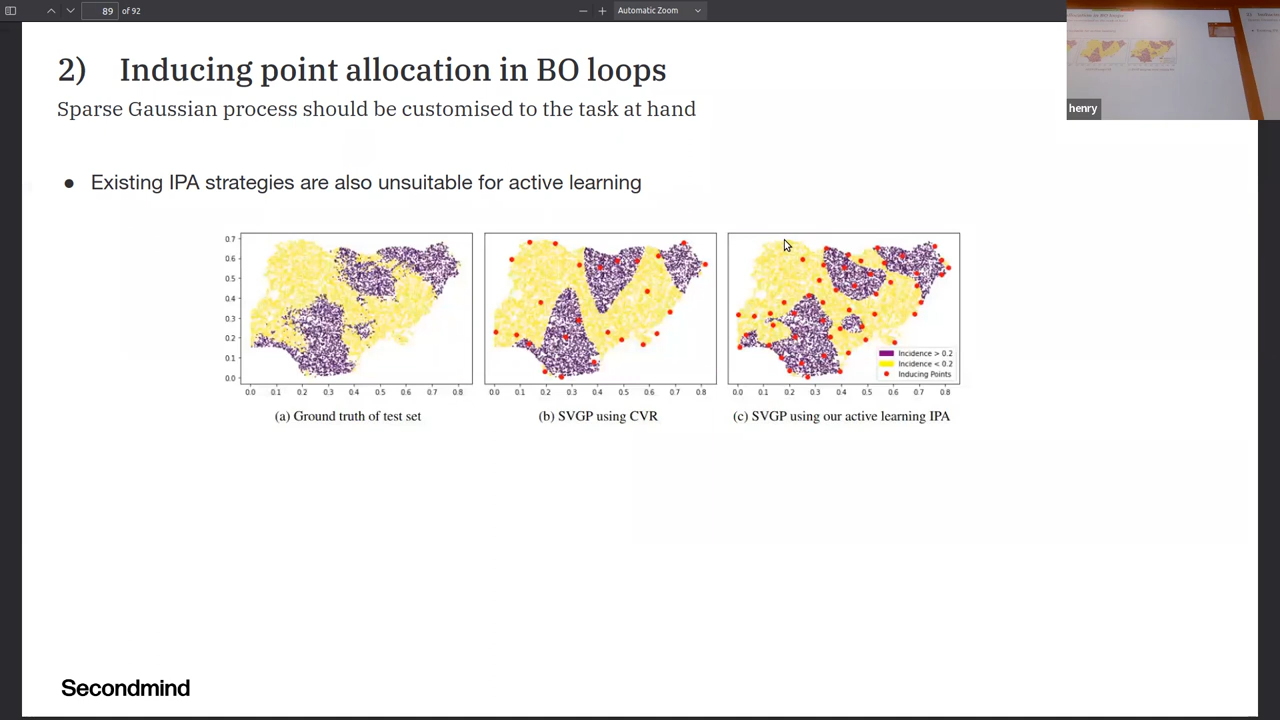 89 of 92
Automatic Zoom
2) Inducing point allocation in BO loops
Sparse Gaussian process should be customised to the task at hand
henry
● Existing IPA strategies are also unsuitable for active learning
0.7
0.6
0.5
0.4
0.3
0.2
0.1
0.0
0.0 0.1 0.2 0.3 0.4 0.5 0.6 0.7 0.8
0.0 0.1 0.2 0.3 0.4 0.5 0.6 0.7 0.8
0.0 0.1 0.2 0.3 0.4 0.5 0.6 0.7 0.8
Incidence > 0.2
Incidence < 0.2
Inducing Points
(a) Ground truth of test set
(b) SVGP using CVR
(c) SVGP using our active learning IPA
Secondmind